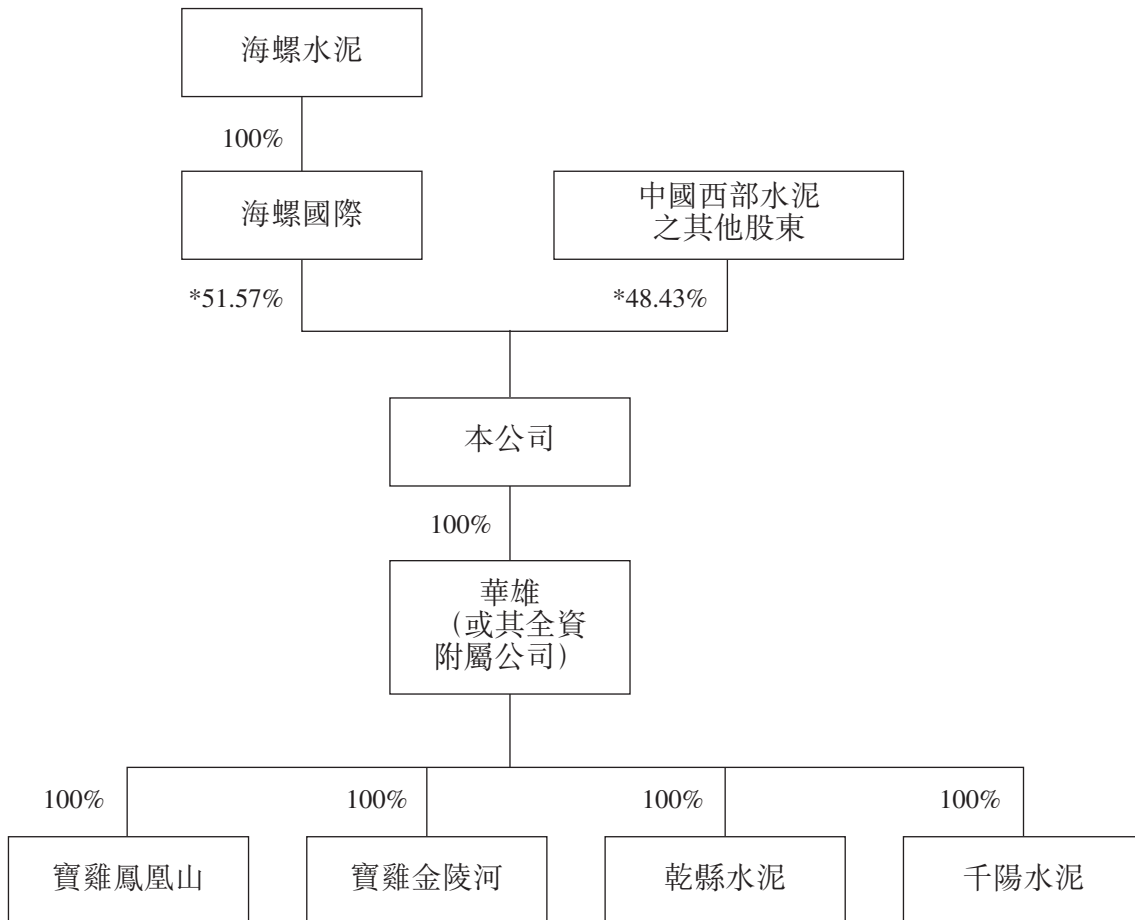 海螺水泥
100%
海螺國際
中國西部水泥
之其他股東
*51.57%
*48.43%
本公司
100%
華雄
（或其全資
附屬公司）
100%
100%
100%
100%
寶雞鳳凰山
寶雞金陵河
乾縣水泥
千陽水泥